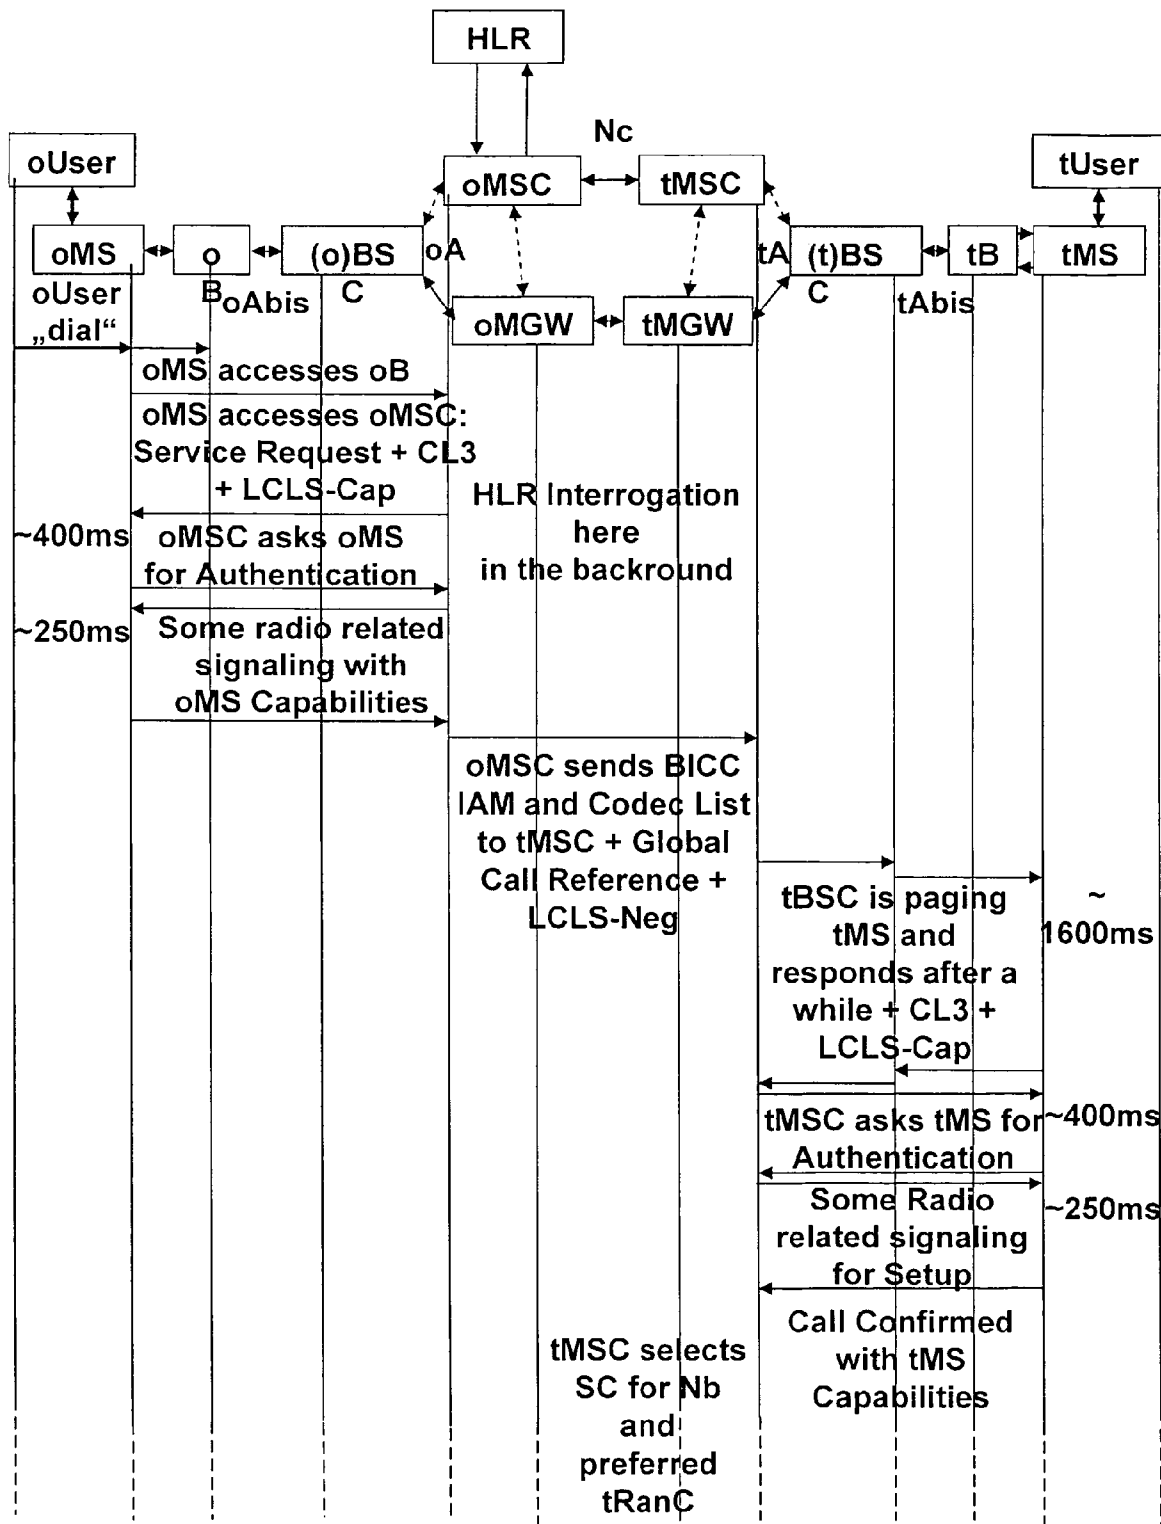 HLR
Nc
oUser
oMSC
tMSC
tUser
oMS
o
B
(o)BS
C
oA
tA
(t)BS
C
tB
tMS
oAbis
tAbis
oMGW
tMGW
oUser
„dial“
oMS accesses oB
oMS accesses oMSC:
Service Request + CL3
+ LCLS-Cap
HLR Interrogation
here
in the backround
~400ms
oMSC asks oMS
for Authentication
~250ms
Some radio related
signaling with
oMS Capabilities
oMSC sends BICC
IAM and Codec List
to tMSC + Global
Call Reference +
LCLS-Neg
tBSC is paging
tMS and
responds after a
while + CL3 +
LCLS-Cap
~
1600ms
tMSC asks tMS for
Authentication
~400ms
Some Radio
related signaling
for Setup
~250ms
Call Confirmed
with tMS
Capabilities
tMSC selects
SC for Nb
and
preferred
tRanC